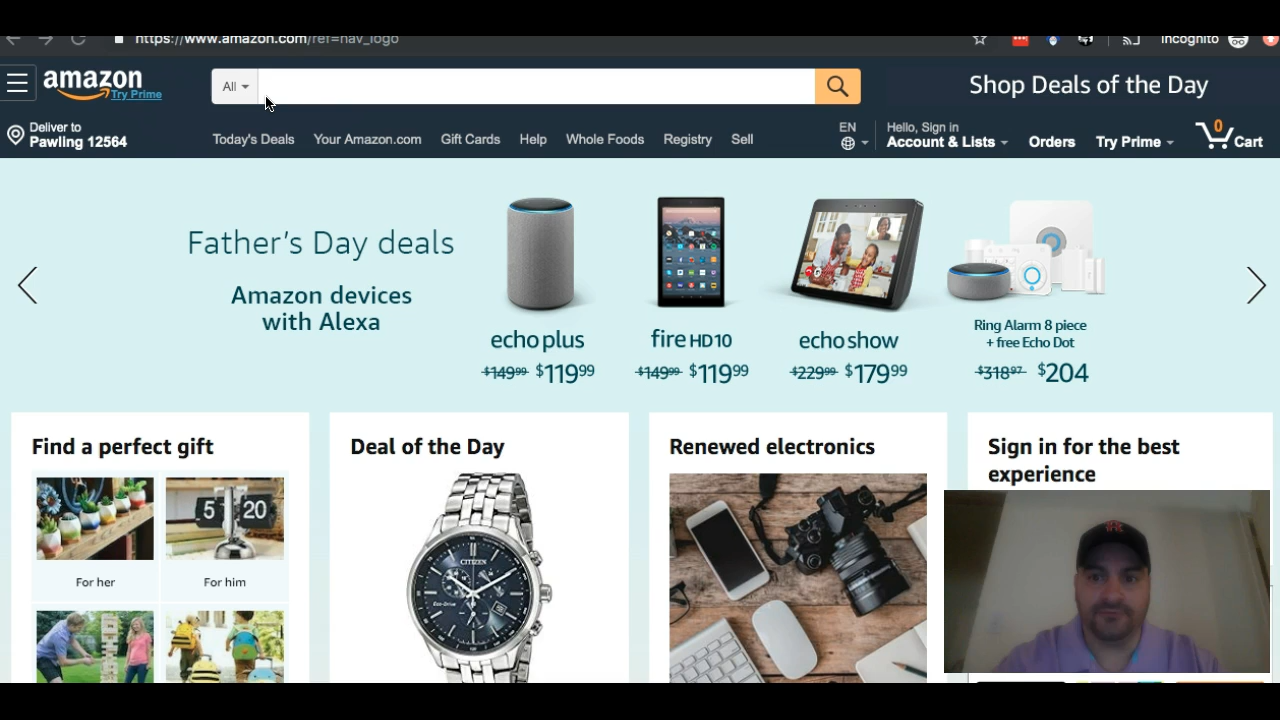 https://www.amazon.com/ref=nav_logo
Incognito
amazon
Try Prime
All
Shop Deals of the Day
Deliver to
Pawling 12564
Today's Deals
Your Amazon.com
Gift Cards
Help
Whole Foods
Registry
Sell
EN
Hello, Sign in
Account & Lists
Orders
Try Prime
0
Cart
Father's Day deals
Amazon devices
with Alexa
echo plus
$149.99 $119.99
fire HD 10
$149.99 $119.99
echo show
$229.99 $179.99
Ring Alarm 8 piece
+ free Echo Dot
$318.97 $204
Find a perfect gift
For her
For him
5 20
Deal of the Day
CITIZEN
Eco-Drive
Renewed electronics
Sign in for the best
experience